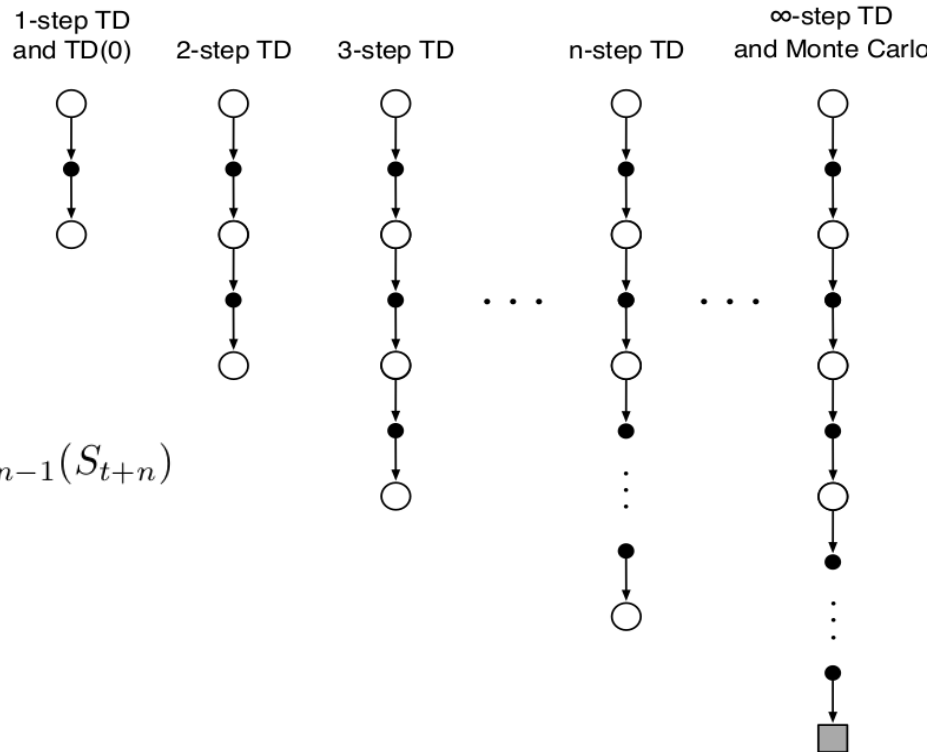 1-step TD
and TD(0)
2-step TD
3-step TD
n-step TD
∞-step TD
and Monte Carlo
· · ·
· · ·
n−1(S_{t+n})